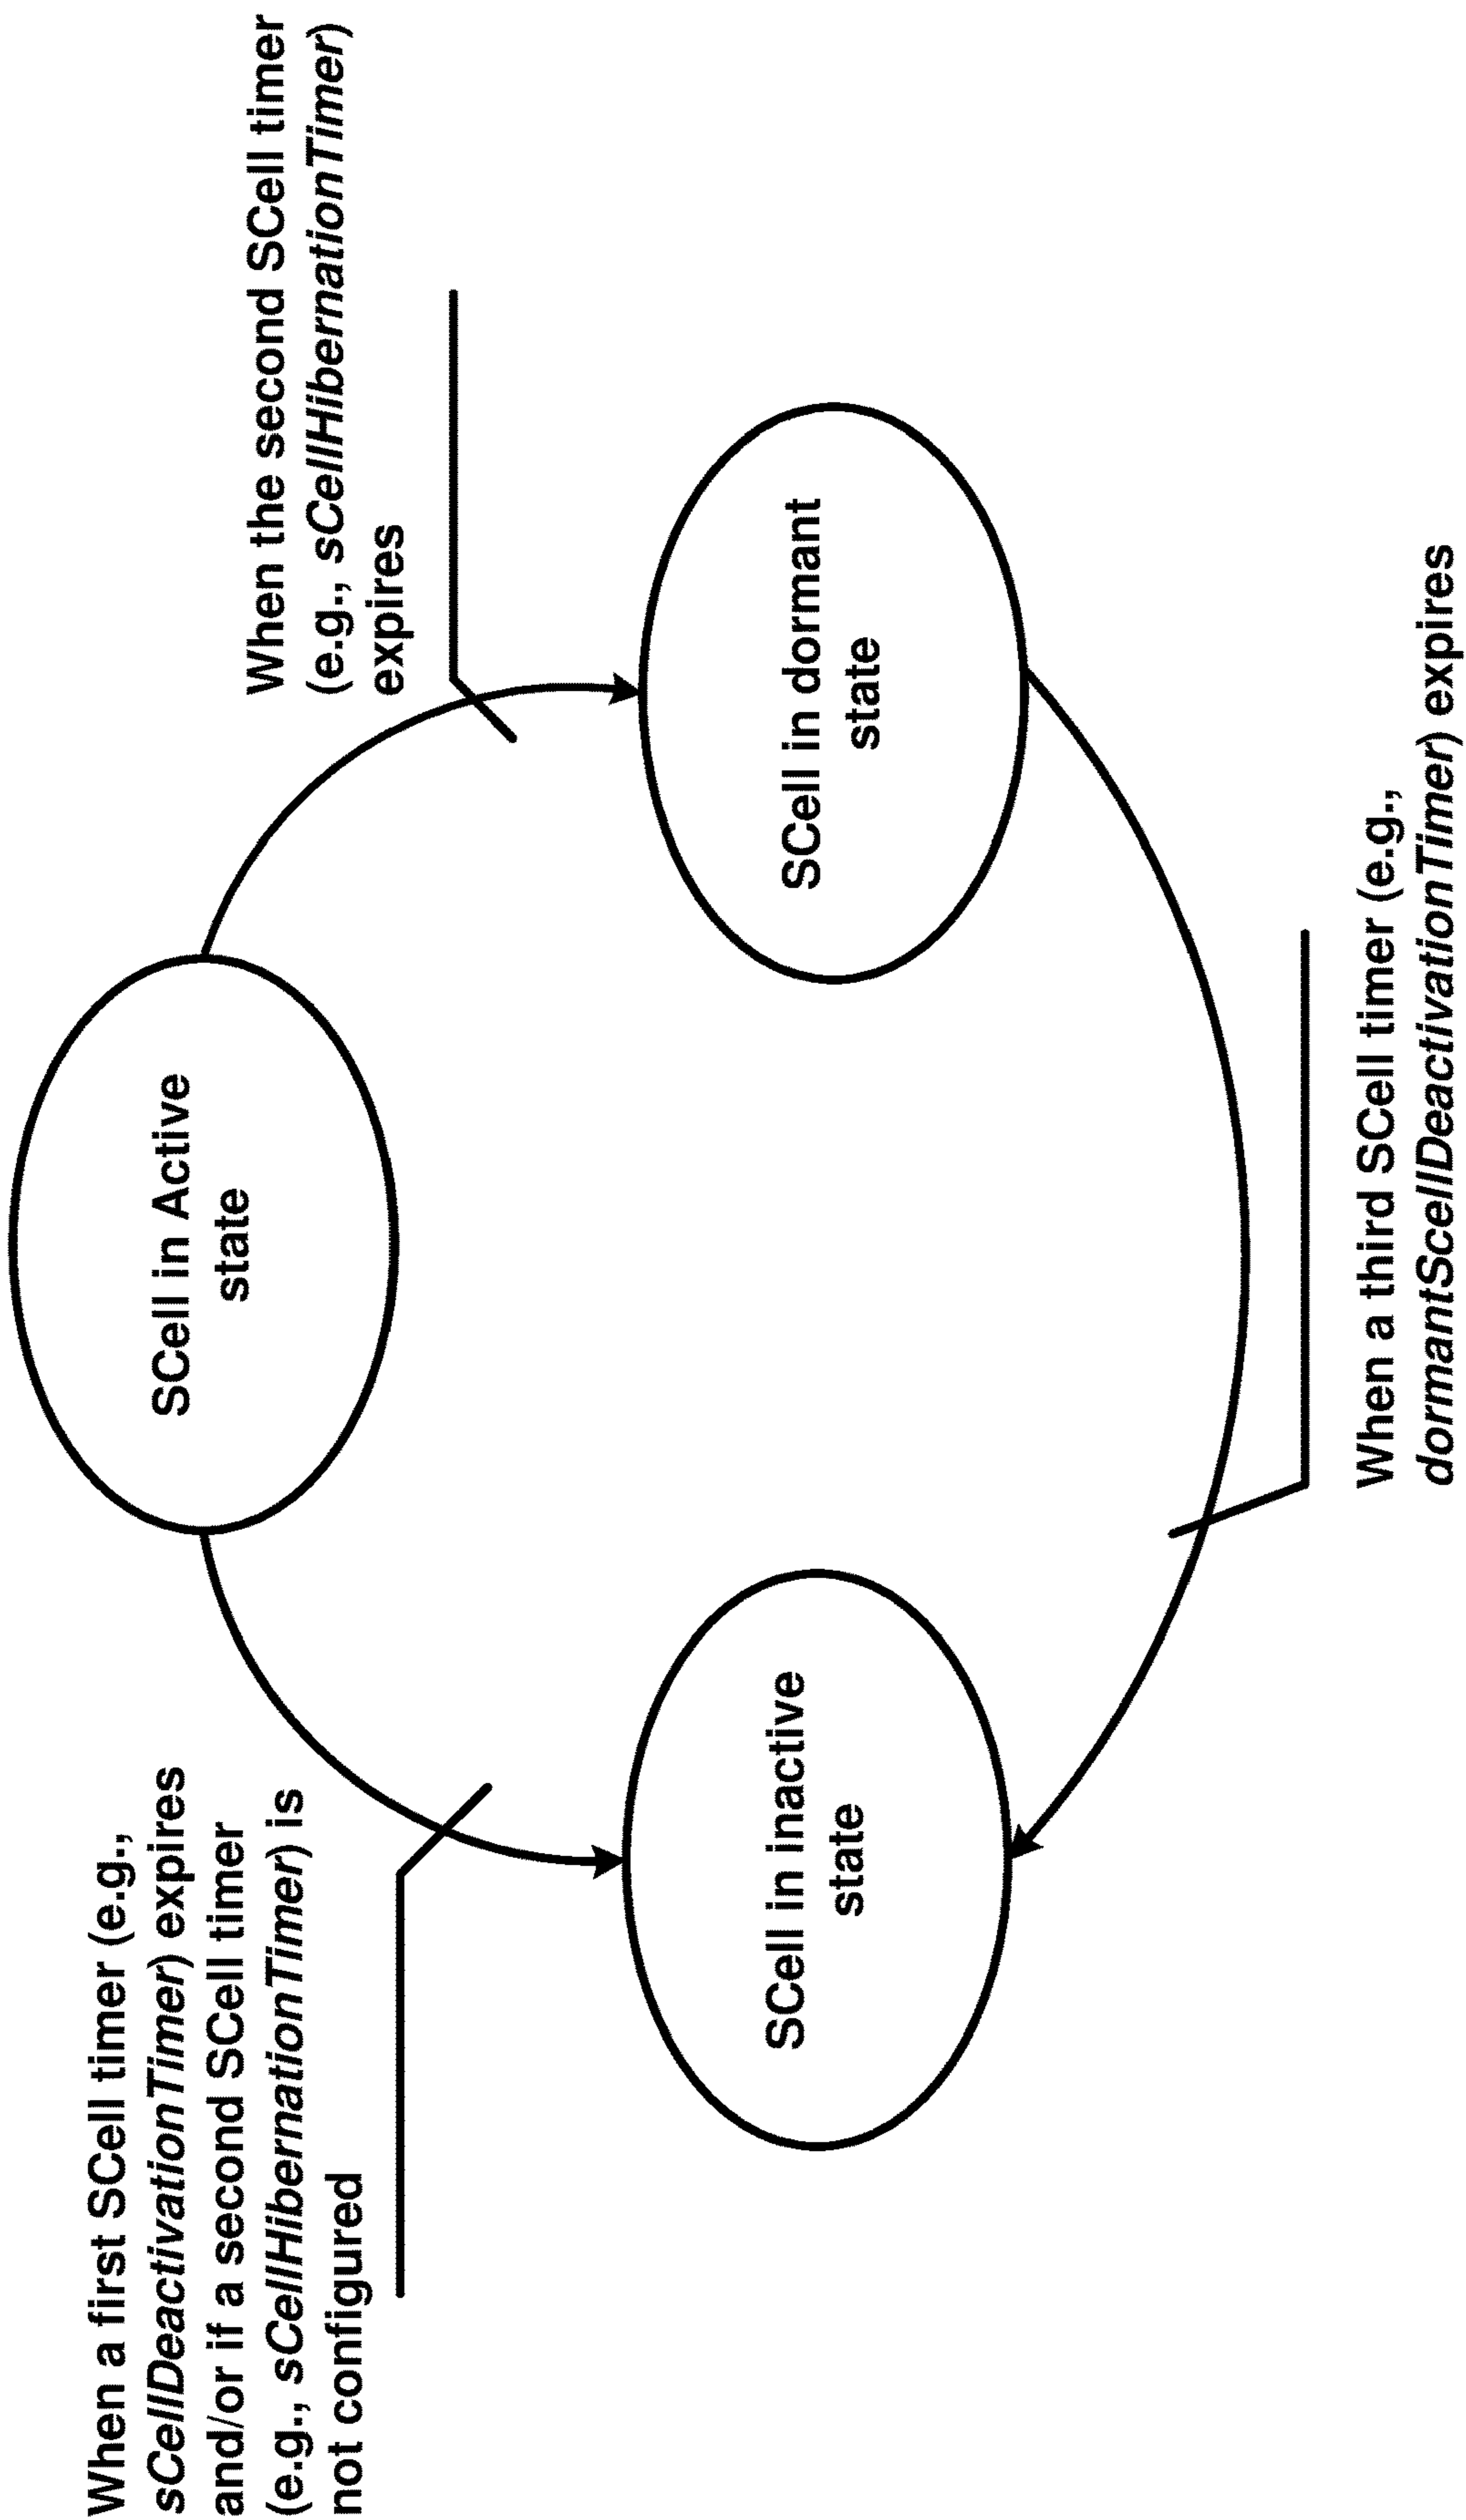 When a first SCell timer (e.g.,
sCellDeactivationTimer) expires
and/or if a second SCell timer
(e.g., sCellHibernationTimer) is
not configured
SCell in Active
state
When the second SCell timer
(e.g., sCellHibernationTimer)
expires
SCell in inactive
state
SCell in dormant
state
When a third SCell timer (e.g.,
dormantScellDeactivationTimer) expires